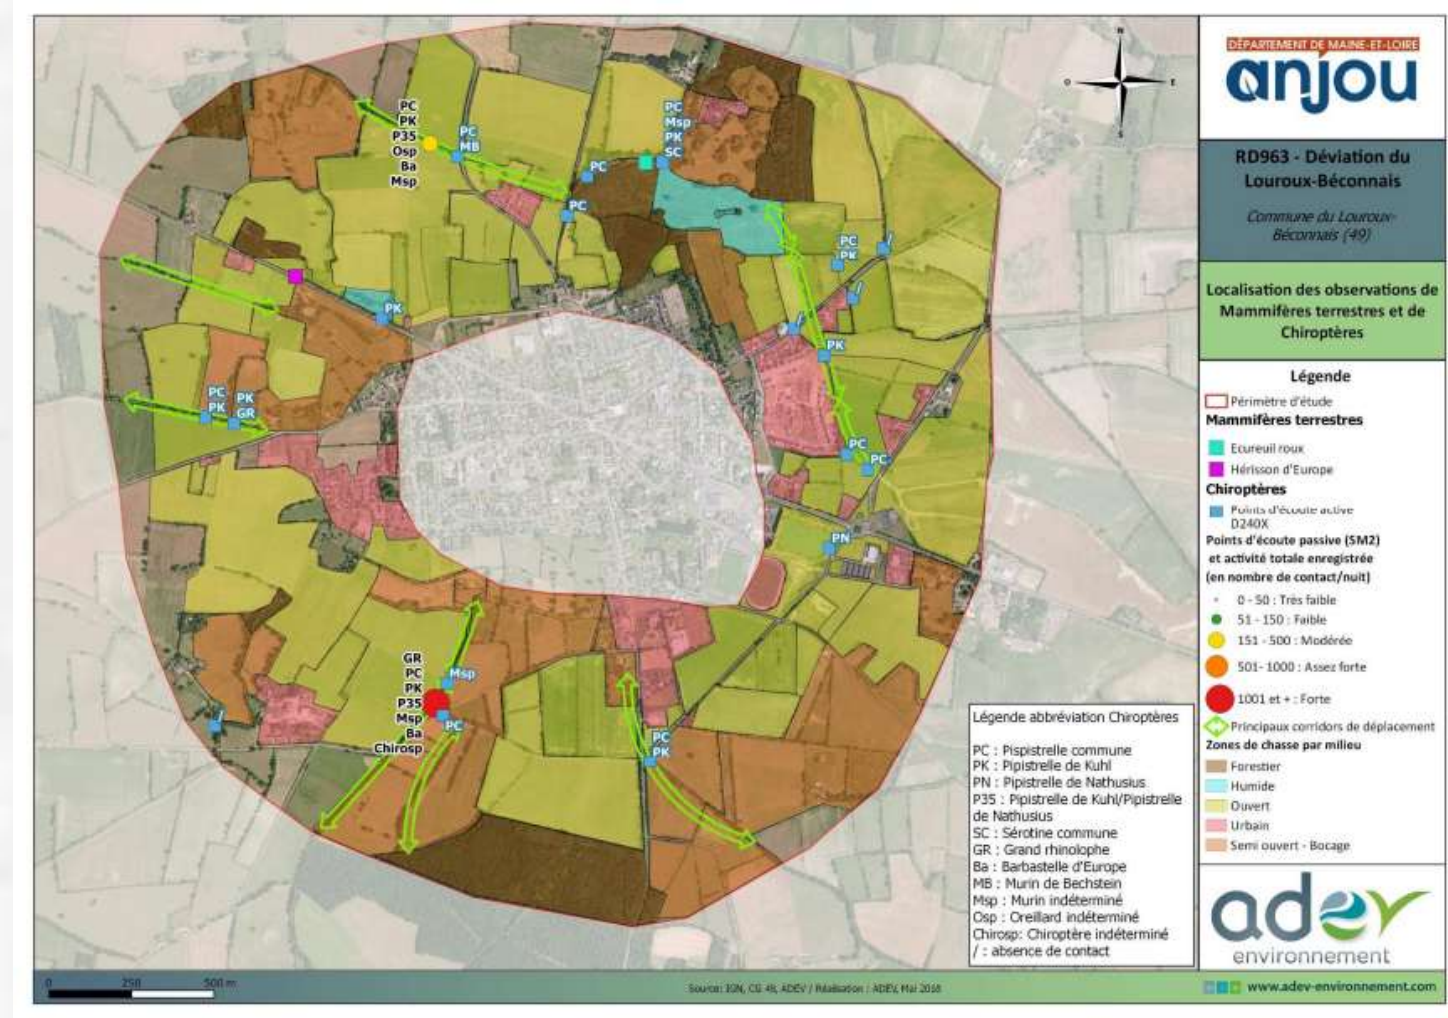 PC
PK
P35
Osp
Ba
Msp
PC
MB
PC
PC
PC
Msp
PK
SC
PC
PK
/
/
/
PK
PK
PC
PK
PK
GR
PC
PC
PN
GR
PC
PK
P35
Msp
Ba
Chirosp
Msp
PC
/
PC
PK
N
O
E
S
DÉPARTEMENT DE MAINE-ET-LOIRE
anjou
RD963 - Déviation du
Louroux-Béconnais
Commune du Louroux-
Béconnais (49)
Localisation des observations de
Mammifères terrestres et de
Chiroptères
Légende
Périmètre d'étude
Mammifères terrestres
Ecureuil roux
Hérisson d'Europe
Chiroptères
Points d'écoute active
D240X
Points d'écoute passive (SM2)
et activité totale enregistrée
(en nombre de contact/nuit)
0 - 50 : Très faible
51 - 150 : Faible
151 - 500 : Modérée
501- 1000 : Assez forte
1001 et + : Forte
Principaux corridors de déplacement
Zones de chasse par milieu
Forestier
Humide
Ouvert
Urbain
Semi ouvert - Bocage
Légende abbréviation Chiroptères
PC : Pispistrelle commune
PK : Pipistrelle de Kuhl
PN : Pipistrelle de Nathusius
P35 : Pipistrelle de Kuhl/Pipistrelle
de Nathusius
SC : Sérotine commune
GR : Grand rhinolophe
Ba : Barbastelle d'Europe
MB : Murin de Bechstein
Msp : Murin indéterminé
Osp : Oreillard indéterminé
Chirosp: Chiroptère indéterminé
/ : absence de contact
adev
environnement
0 250 500 m
Source: IGN, CG 49, ADEV / Réalisation : ADEV, Mai 2016
www.adev-environnement.com